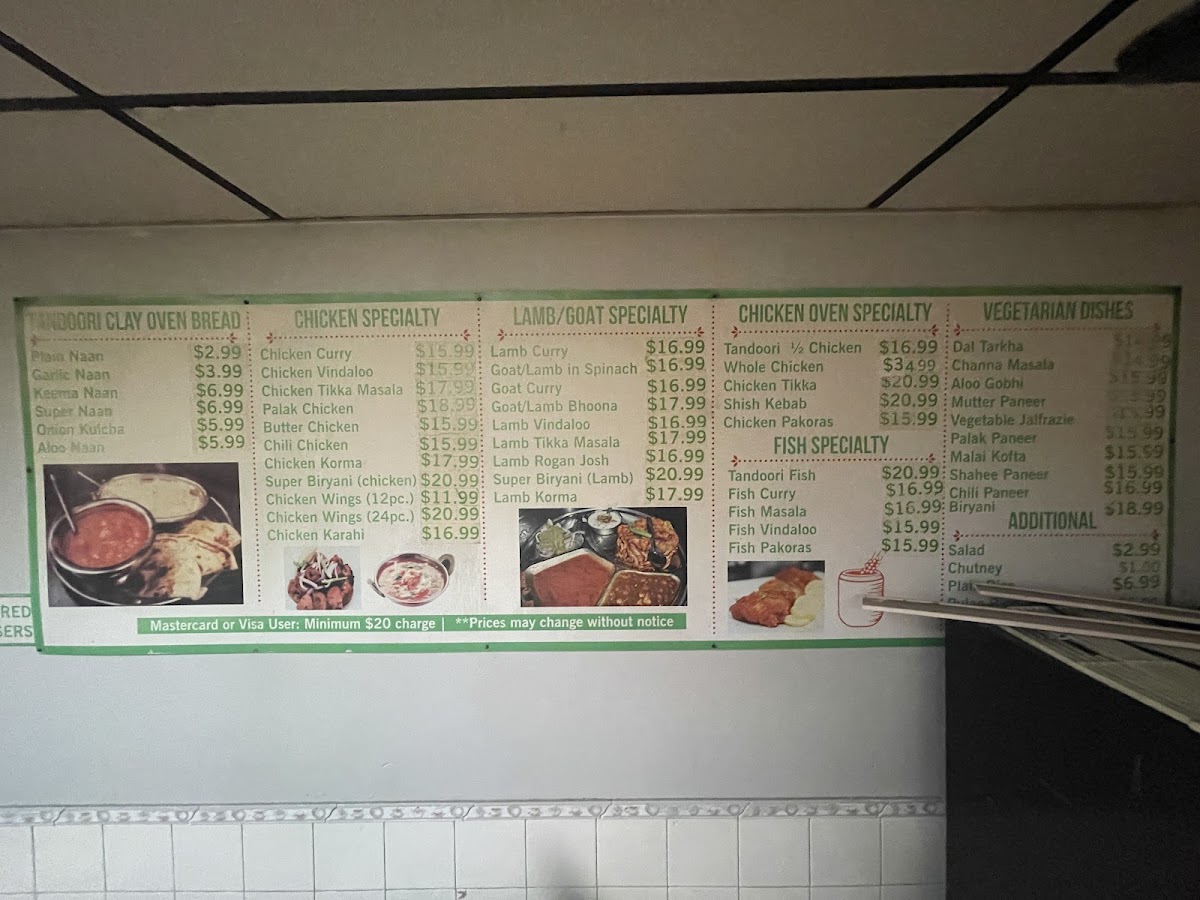 TANDOORI CLAY OVEN BREAD
Plain Naan $2.99
Garlic Naan $3.99
Keema Naan $6.99
Super Naan $6.99
Onion Kulcha $5.99
Aloo Naan $5.99
CHICKEN SPECIALTY
Chicken Curry $15.99
Chicken Vindaloo $15.99
Chicken Tikka Masala $17.99
Palak Chicken $18.99
Butter Chicken $15.99
Chili Chicken $15.99
Chicken Korma $17.99
Super Biryani (chicken) $20.99
Chicken Wings (12pc.) $11.99
Chicken Wings (24pc.) $20.99
Chicken Karahi $16.99
LAMB/GOAT SPECIALTY
Lamb Curry $16.99
Goat/Lamb in Spinach $16.99
Goat Curry $16.99
Goat/Lamb Bhoona $17.99
Lamb Vindaloo $16.99
Lamb Tikka Masala $17.99
Lamb Rogan Josh $16.99
Super Biryani (Lamb) $20.99
Lamb Korma $17.99
CHICKEN OVEN SPECIALTY
Tandoori ½ Chicken $16.99
Whole Chicken $34.99
Chicken Tikka $20.99
Shish Kebab $20.99
Chicken Pakoras $15.99
FISH SPECIALTY
Tandoori Fish $20.99
Fish Curry $16.99
Fish Masala $16.99
Fish Vindaloo $15.99
Fish Pakoras $15.99
VEGETARIAN DISHES
Dal Tarkha
Channa Masala
Aloo Gobhi $15.99
Mutter Paneer
Vegetable Jalfrazie
Palak Paneer $15.99
Malai Kofta $15.99
Shahee Paneer $15.99
Chili Paneer $16.99
Biryani $18.99
ADDITIONAL
Salad $2.99
Chutney $1.00
$6.99
RED
SERS
Mastercard or Visa User: Minimum $20 charge | **Prices may change without notice